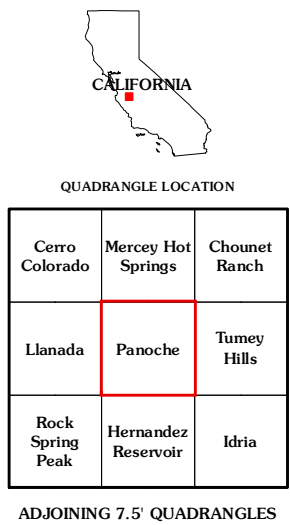 CALIFORNIA
QUADRANGLE LOCATION
Cerro
Colorado
Mercey Hot
Springs
Chounet
Ranch
Llanada
Panoche
Tumey
Hills
Rock
Spring
Peak
Hernandez
Reservoir
Idria
ADJOINING 7.5' QUADRANGLES